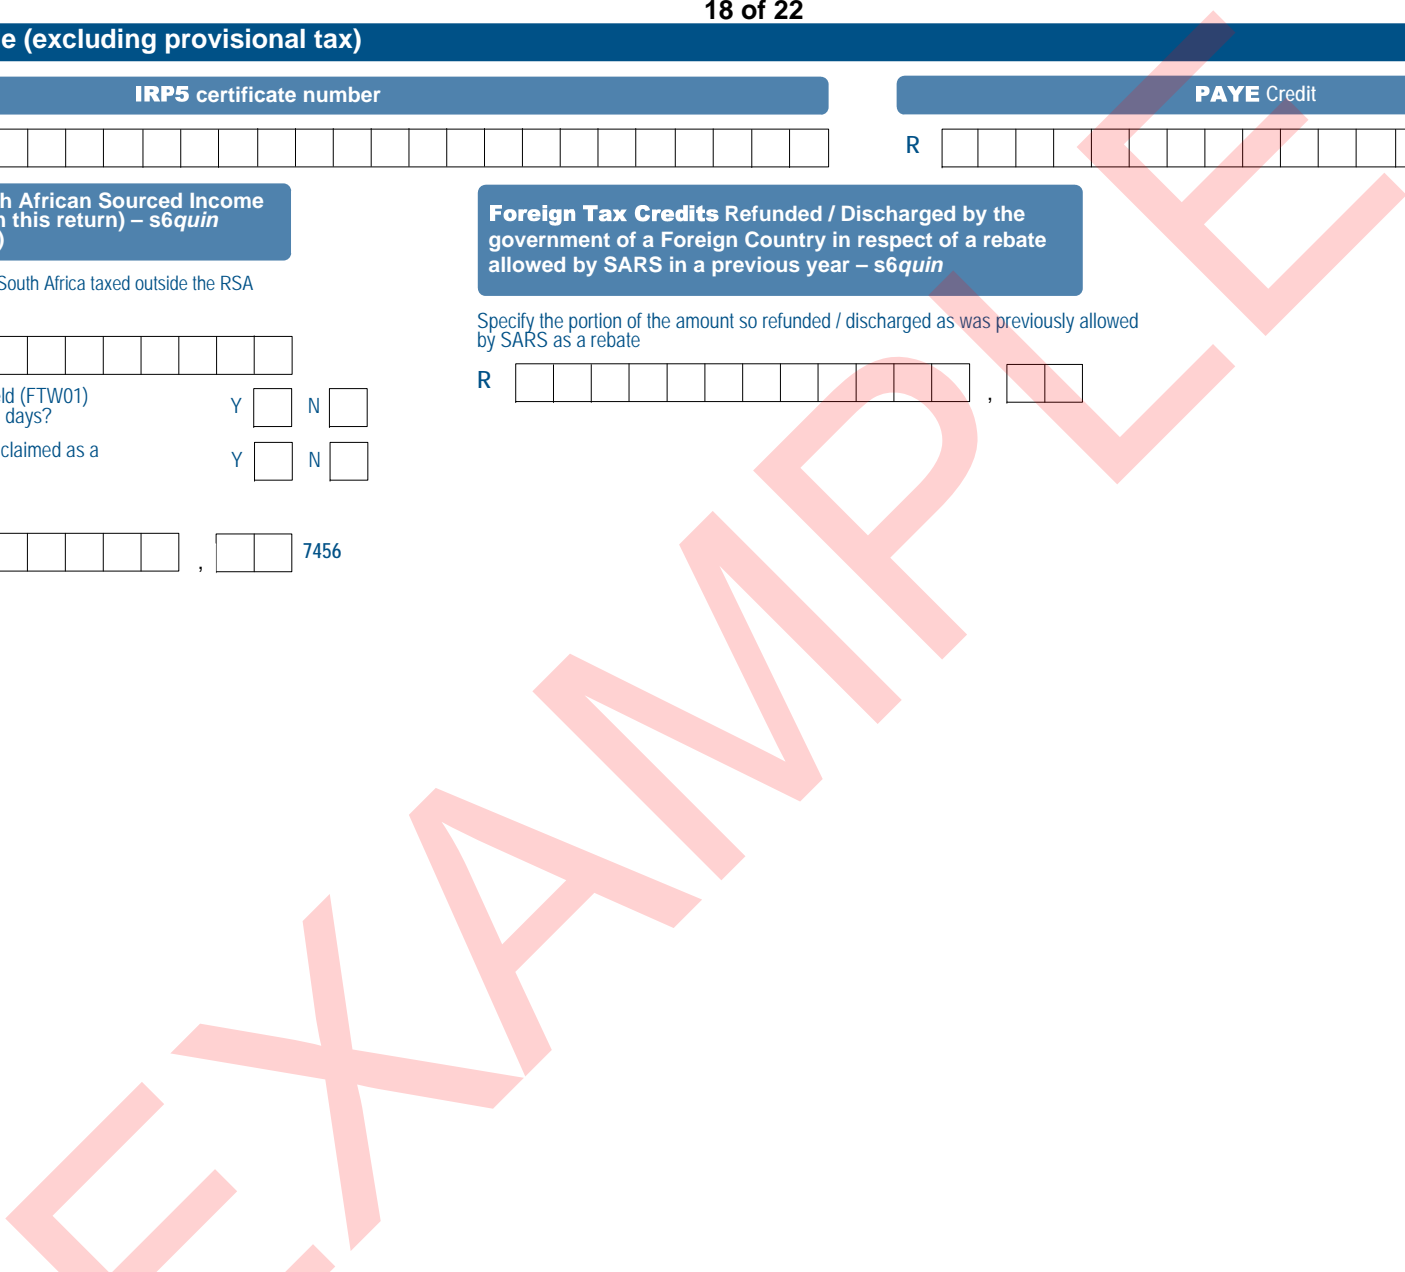 18 of 22
e (excluding provisional tax)
IRP5 certificate number
PAYE Credit
R
h African Sourced Income
n this return) – s6quin
)
South Africa taxed outside the RSA
eld (FTW01)
days?
Y N
claimed as a
Y N
, 7456
Foreign Tax Credits Refunded / Discharged by the
government of a Foreign Country in respect of a rebate
allowed by SARS in a previous year – s6quin
Specify the portion of the amount so refunded / discharged as was previously allowed
by SARS as a rebate
R ,
EXAMPLE